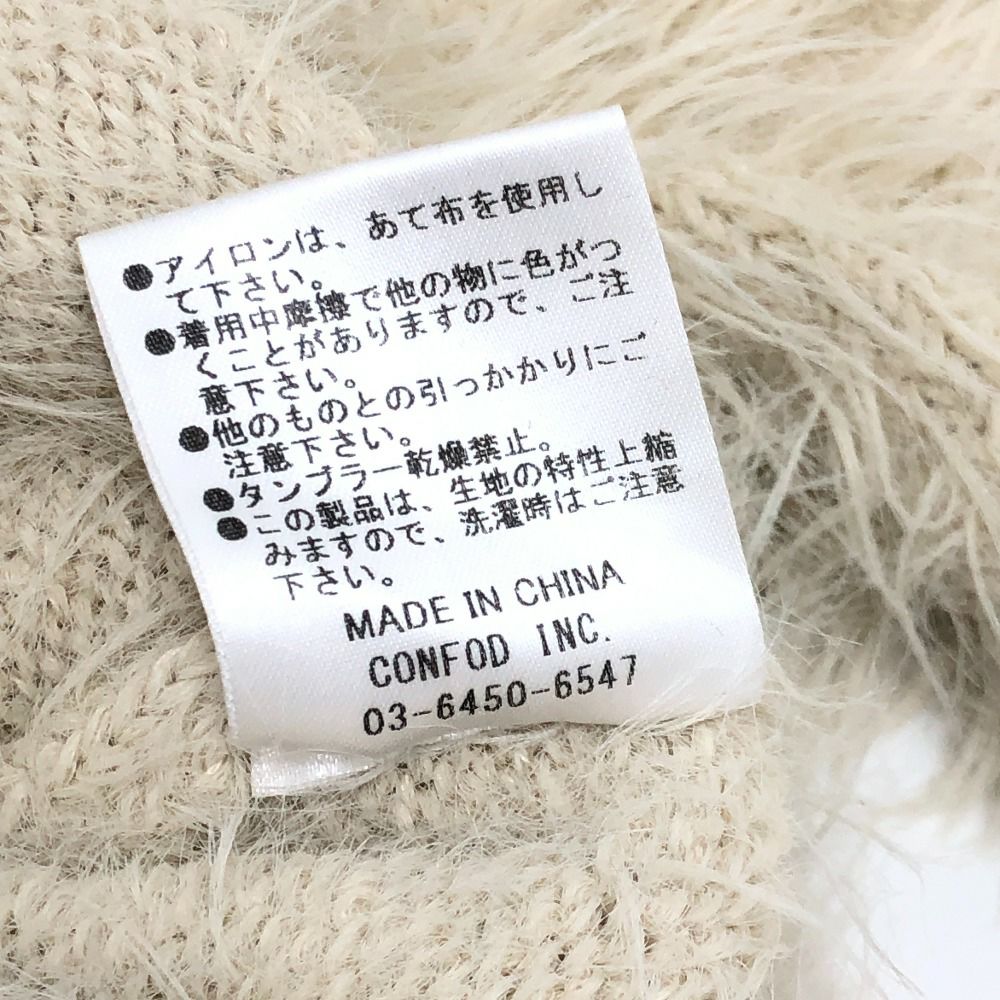 ●アイロンは、あて布を使用し
て下さい。
●着用中摩擦で他の物に色がつ
くことがありますので、ご注
意下さい。
●他のものとの引っかかりにご
注意下さい。
●タンブラー乾燥禁止。
●この製品は、生地の特性上縮
みますので、洗濯時はご注意
下さい。
MADE IN CHINA
CONFOD INC.
03-6450-6547